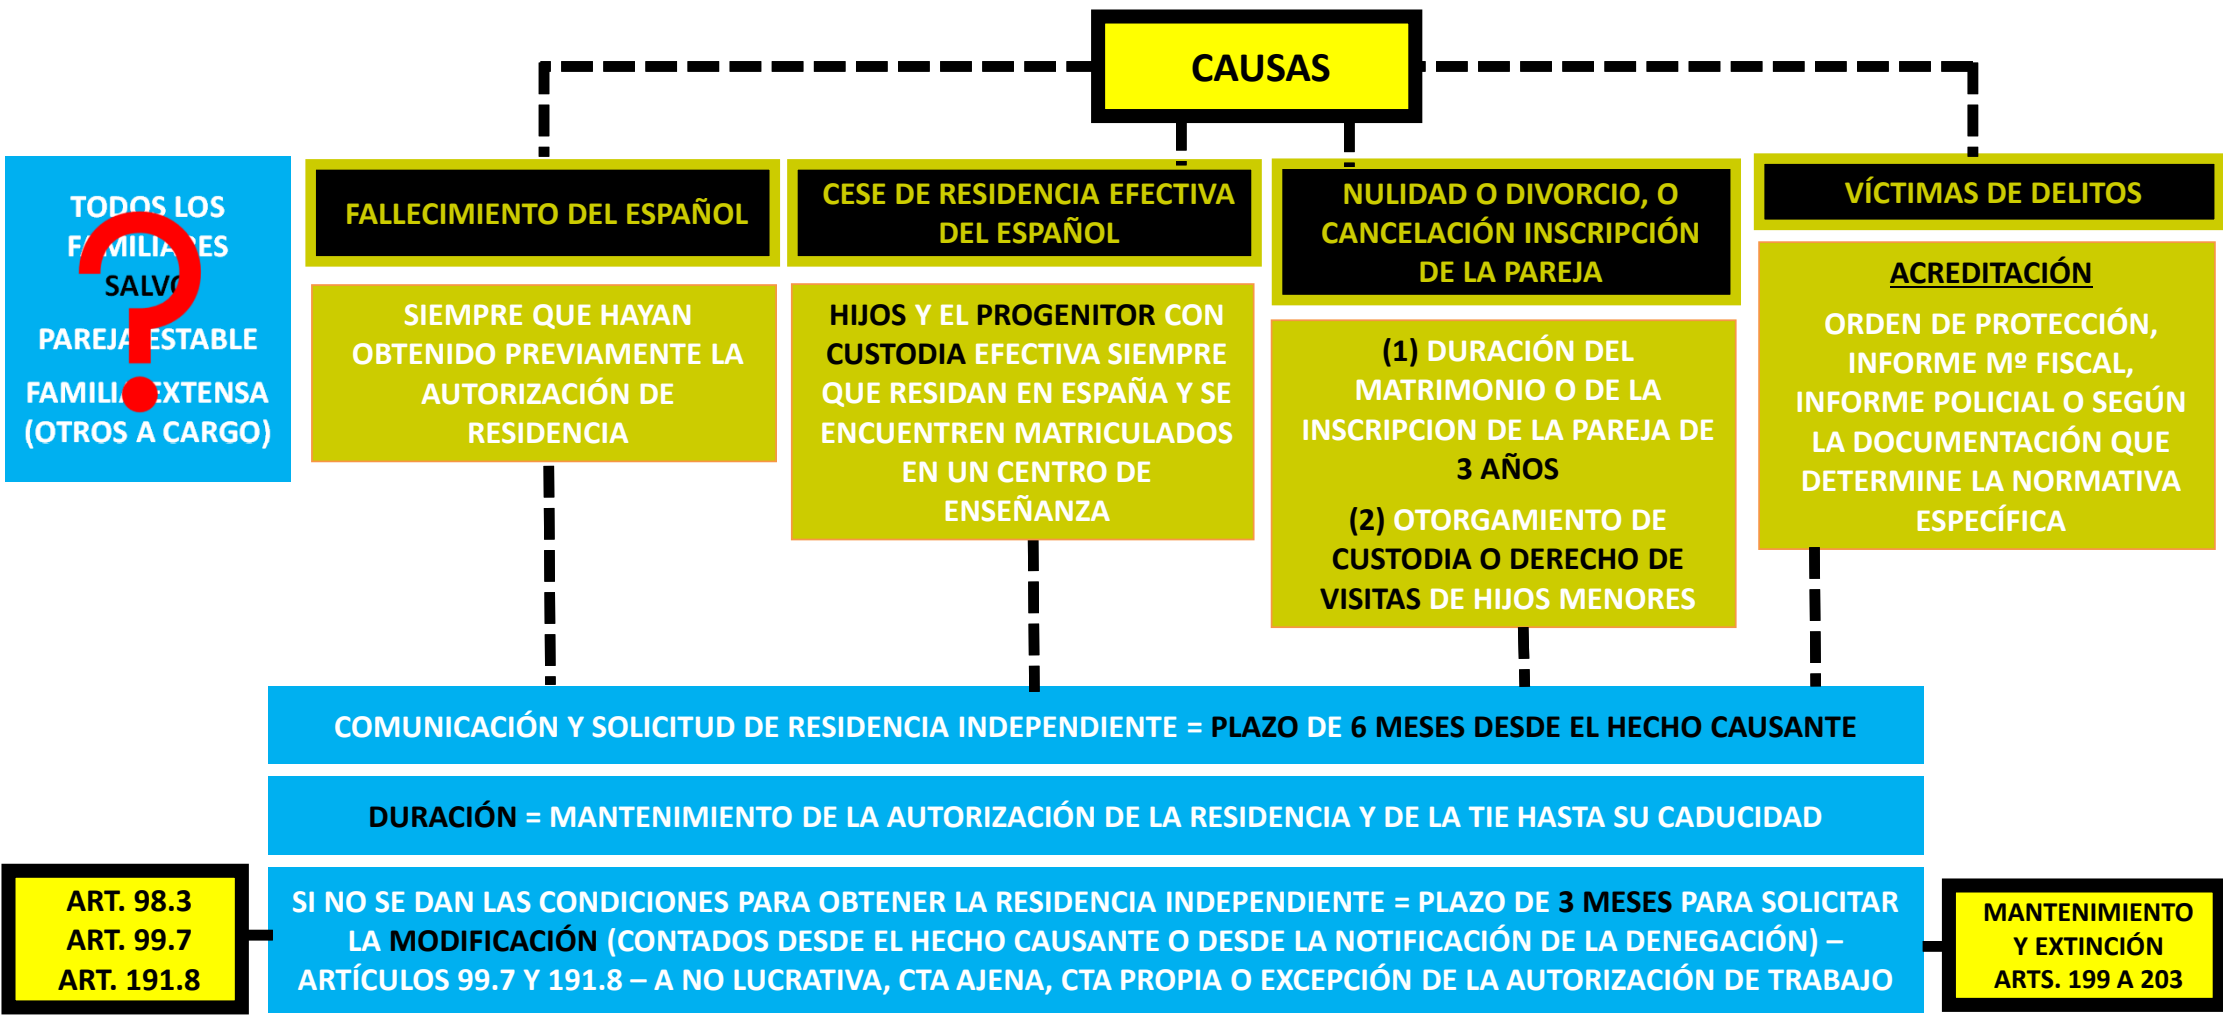 CAUSAS
TODOS LOS
FAMILIARES
SALVO
PAREJA ESTABLE
FAMILIA EXTENSA
(OTROS A CARGO)
?
FALLECIMIENTO DEL ESPAÑOL
SIEMPRE QUE HAYAN
OBTENIDO PREVIAMENTE LA
AUTORIZACIÓN DE
RESIDENCIA
CESE DE RESIDENCIA EFECTIVA
DEL ESPAÑOL
HIJOS Y EL PROGENITOR CON
CUSTODIA EFECTIVA SIEMPRE
QUE RESIDAN EN ESPAÑA Y SE
ENCUENTREN MATRICULADOS
EN UN CENTRO DE
ENSEÑANZA
NULIDAD O DIVORCIO, O
CANCELACIÓN INSCRIPCIÓN
DE LA PAREJA
(1) DURACIÓN DEL
MATRIMONIO O DE LA
INSCRIPCION DE LA PAREJA DE
3 AÑOS
(2) OTORGAMIENTO DE
CUSTODIA O DERECHO DE
VISITAS DE HIJOS MENORES
VÍCTIMAS DE DELITOS
ACREDITACIÓN
ORDEN DE PROTECCIÓN,
INFORME Mº FISCAL,
INFORME POLICIAL O SEGÚN
LA DOCUMENTACIÓN QUE
DETERMINE LA NORMATIVA
ESPECÍFICA
COMUNICACIÓN Y SOLICITUD DE RESIDENCIA INDEPENDIENTE = PLAZO DE 6 MESES DESDE EL HECHO CAUSANTE
DURACIÓN = MANTENIMIENTO DE LA AUTORIZACIÓN DE LA RESIDENCIA Y DE LA TIE HASTA SU CADUCIDAD
ART. 98.3
ART. 99.7
ART. 191.8
SI NO SE DAN LAS CONDICIONES PARA OBTENER LA RESIDENCIA INDEPENDIENTE = PLAZO DE 3 MESES PARA SOLICITAR
LA MODIFICACIÓN (CONTADOS DESDE EL HECHO CAUSANTE O DESDE LA NOTIFICACIÓN DE LA DENEGACIÓN) –
ARTÍCULOS 99.7 Y 191.8 – A NO LUCRATIVA, CTA AJENA, CTA PROPIA O EXCEPCIÓN DE LA AUTORIZACIÓN DE TRABAJO
MANTENIMIENTO
Y EXTINCIÓN
ARTS. 199 A 203